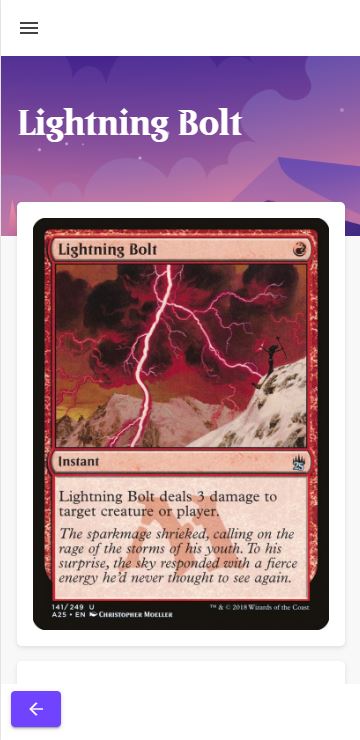 Lightning Bolt
Lightning Bolt
Instant
Lightning Bolt deals 3 damage to
target creature or player.
The sparkmage shrieked, calling on the
rage of the storms of his youth. To his
surprise, the sky responded with a fierce
energy he'd never thought to see again.
141/249 U
™ & © 2018 Wizards of the Coast
A25 • EN Christopher Moeller